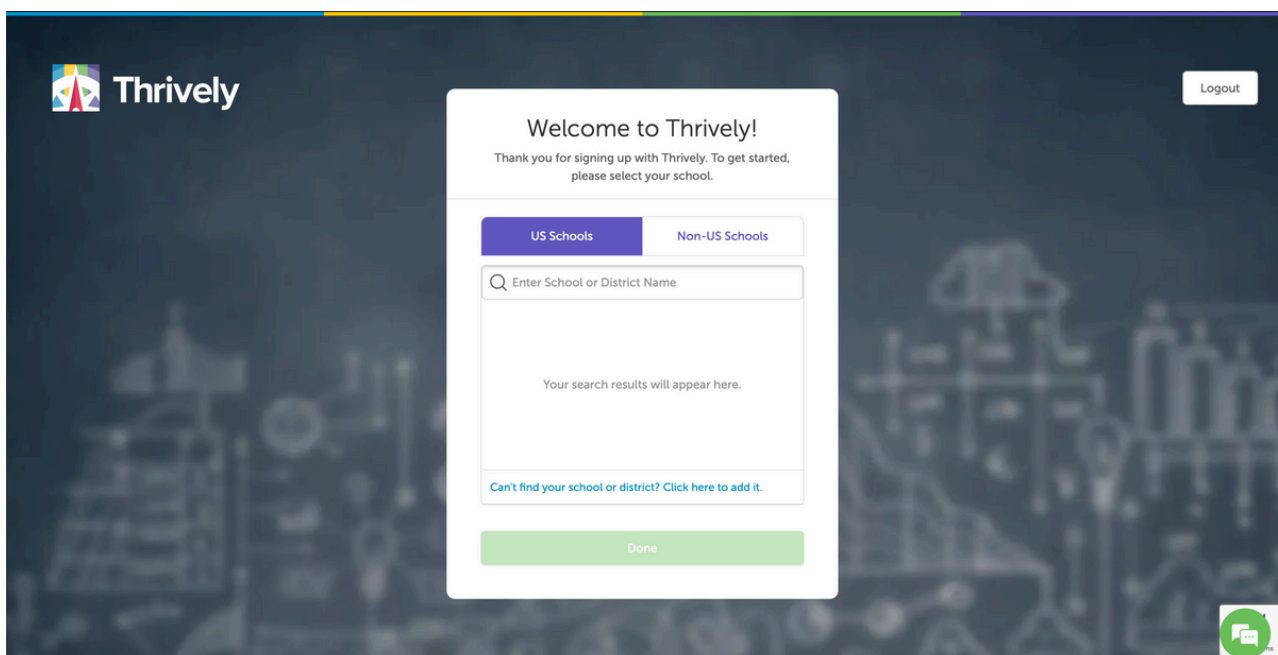 Thrively
Logout
Welcome to Thrively!
Thank you for signing up with Thrively. To get started,
please select your school.
US Schools
Non-US Schools
Enter School or District Name
Your search results will appear here.
Can't find your school or district? Click here to add it.
Done